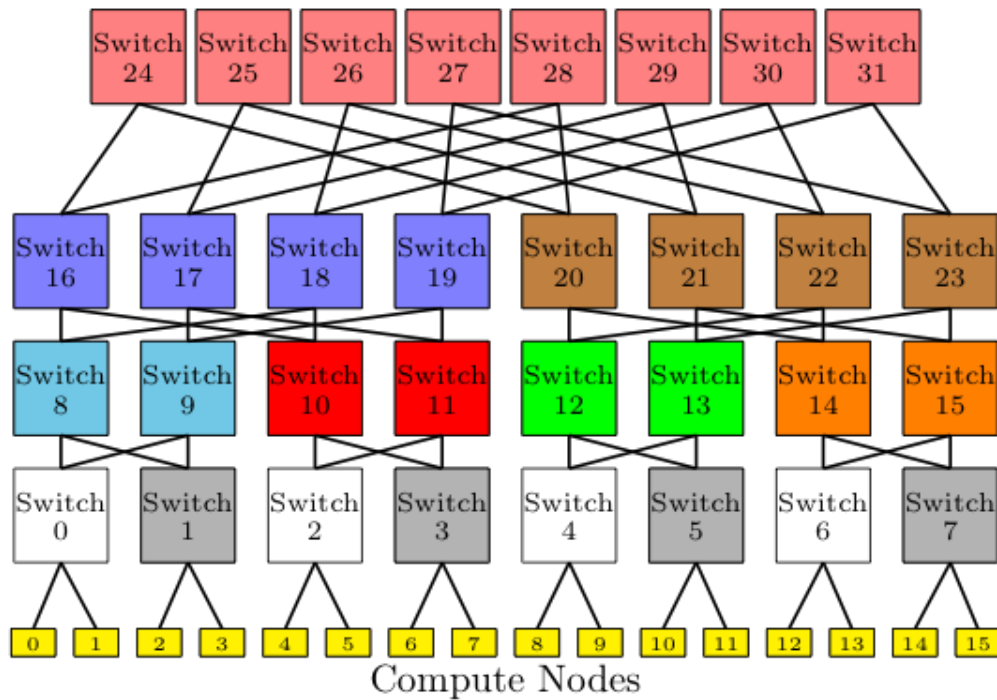 Switch 24
Switch 25
Switch 26
Switch 27
Switch 28
Switch 29
Switch 30
Switch 31
Switch 16
Switch 17
Switch 18
Switch 19
Switch 20
Switch 21
Switch 22
Switch 23
Switch 8
Switch 9
Switch 10
Switch 11
Switch 12
Switch 13
Switch 14
Switch 15
Switch 0
Switch 1
Switch 2
Switch 3
Switch 4
Switch 5
Switch 6
Switch 7
0 1 2 3 4 5 6 7 8 9 10 11 12 13 14 15
Compute Nodes